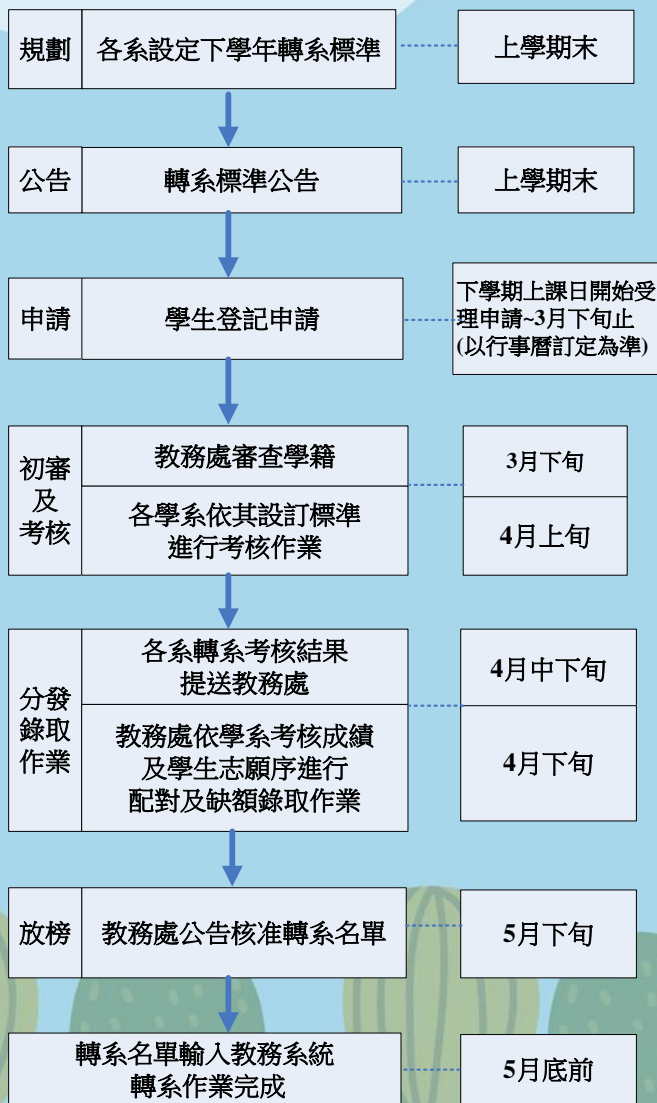 規劃
各系設定下學年轉系標準
上學期末
公告
轉系標準公告
上學期末
申請
學生登記申請
下學期上課日開始受
理申請~3月下旬止
(以行事曆訂定為準)
初審
及
考核
教務處審查學籍
3月下旬
各學系依其設訂標準
進行考核作業
4月上旬
分發
錄取
作業
各系轉系考核結果
提送教務處
4月中下旬
教務處依學系考核成績
及學生志願序進行
配對及缺額錄取作業
4月下旬
放榜
教務處公告核准轉系名單
5月下旬
轉系名單輸入教務系統
轉系作業完成
5月底前